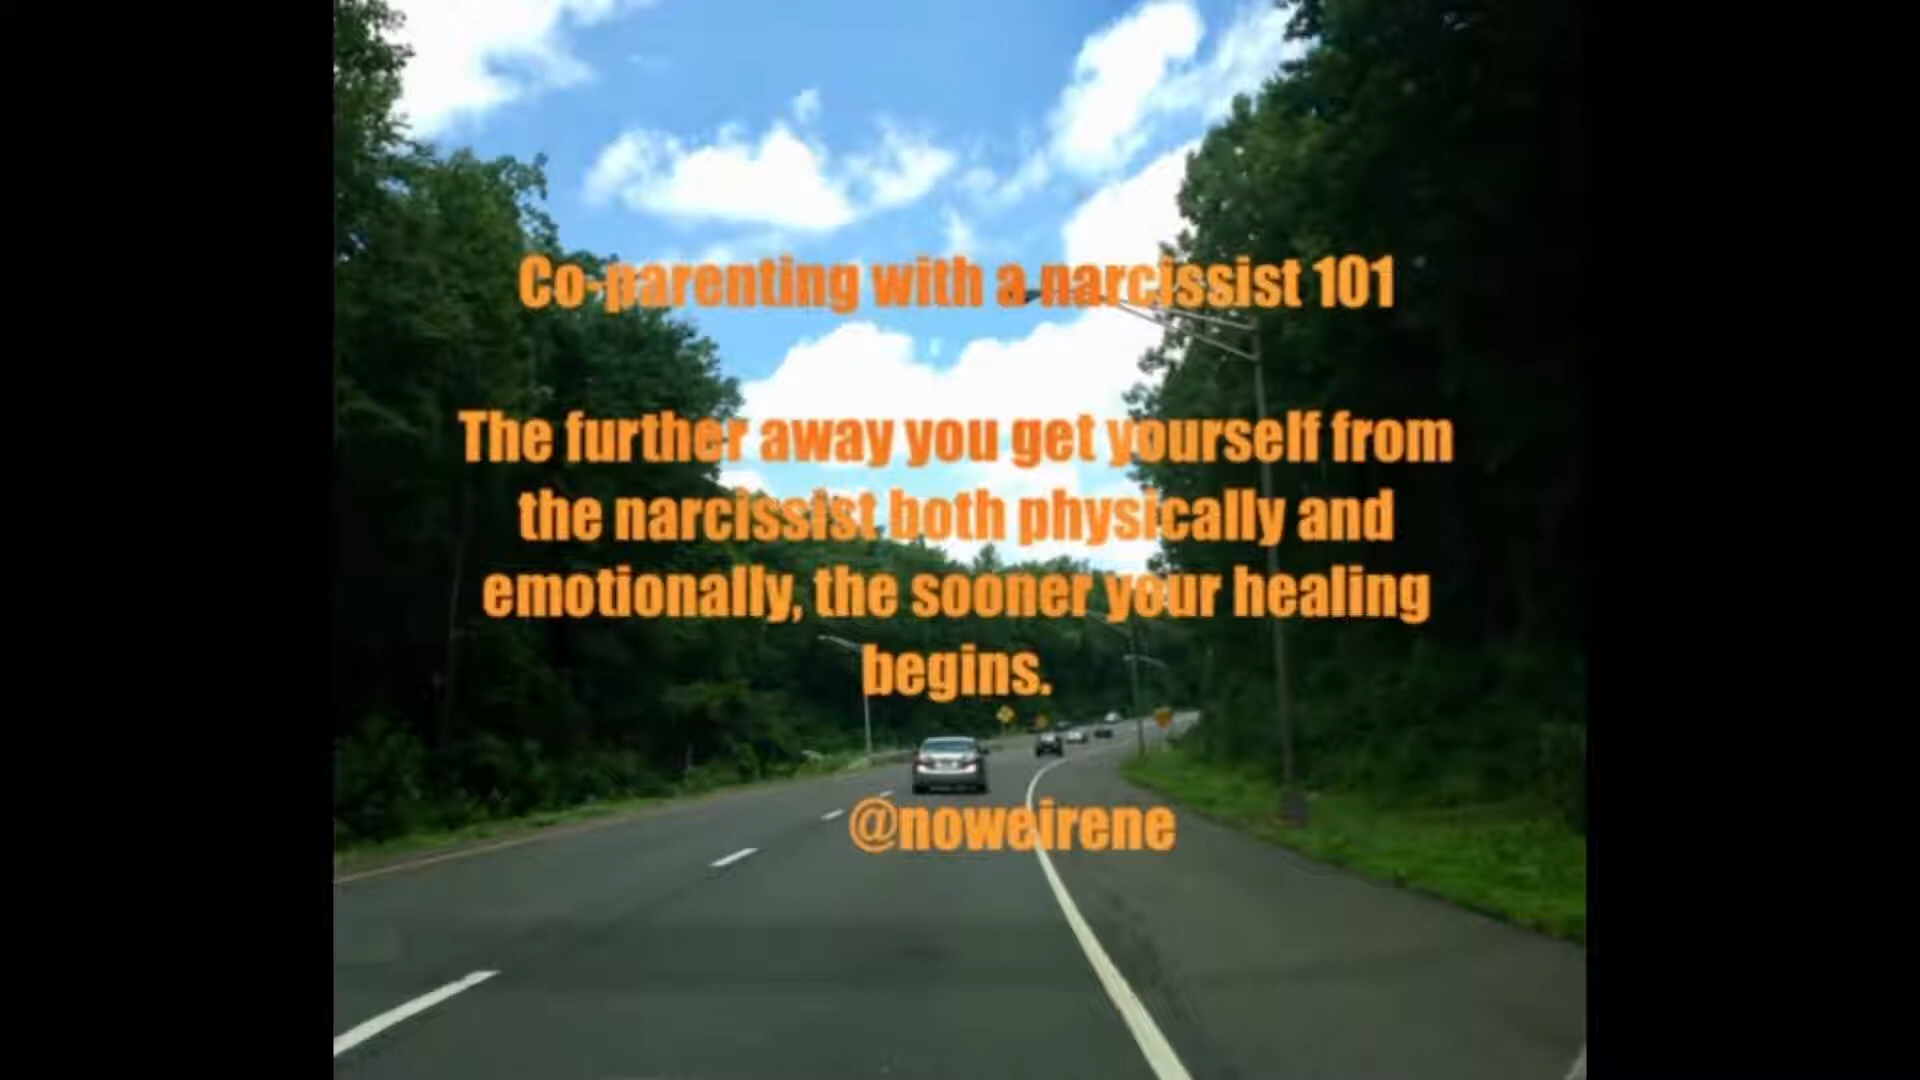 Co-parenting with a narcissist 101
The further away you get yourself from
the narcissist both physically and
emotionally, the sooner your healing
begins.
@noweirene